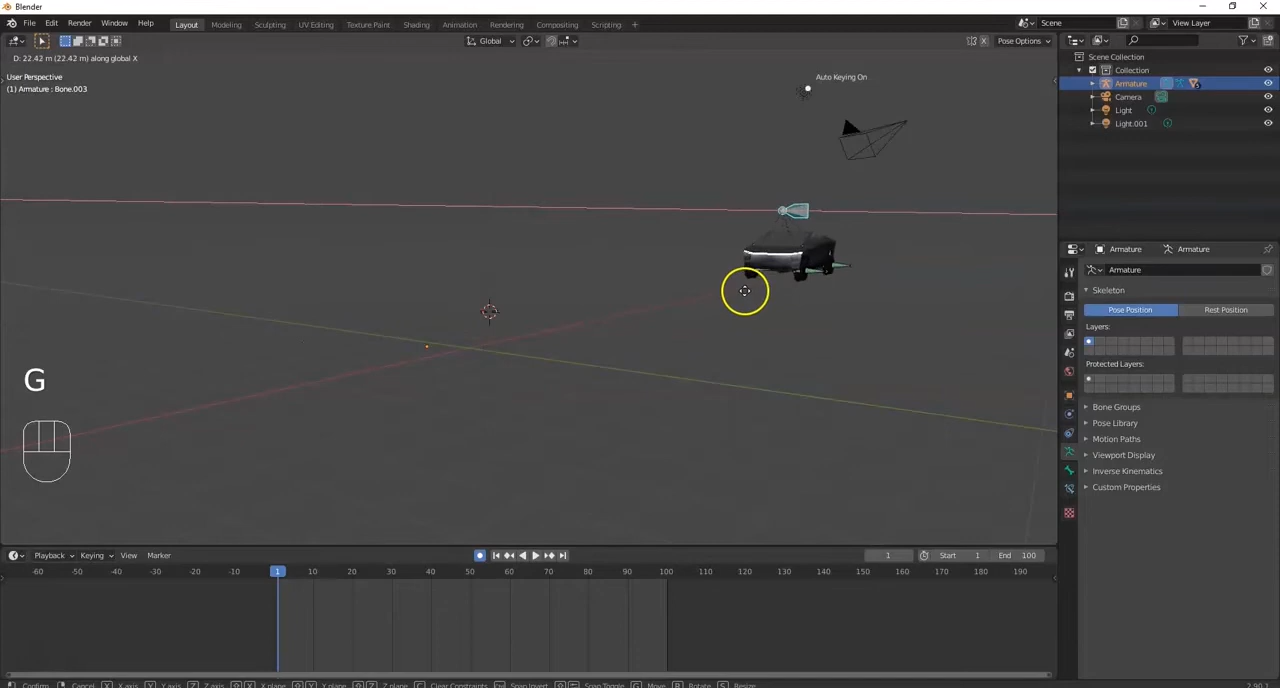 Blender
File Edit Render Window Help Layout Modeling Sculpting UV Editing Texture Paint Shading Animation Rendering Compositing Scripting + Scene View Layer
Global Pose Options
D: 22.42 m (22.42 m) along global X
User Perspective
(1) Armature : Bone.003
Auto Keying On
Scene Collection
Collection
Armature
Camera
Light
Light.001
Armature Armature
Armature
Skeleton
Pose Position Rest Position
Layers:
Protected Layers:
Bone Groups
Pose Library
Motion Paths
Viewport Display
Inverse Kinematics
Custom Properties
G
Playback Keying View Marker 1 Start 1 End 100
-60 -50 -40 -30 -20 -10 1 10 20 30 40 50 60 70 80 90 100 110 120 130 140 150 160 170 180 190
Confirm Cancel X X axis Y Y axis Z Z axis X X plane Y Y plane Z Z plane C Clear Constraints Snap Invert Snap Toggle G Move R Rotate S Resize 2.90.1